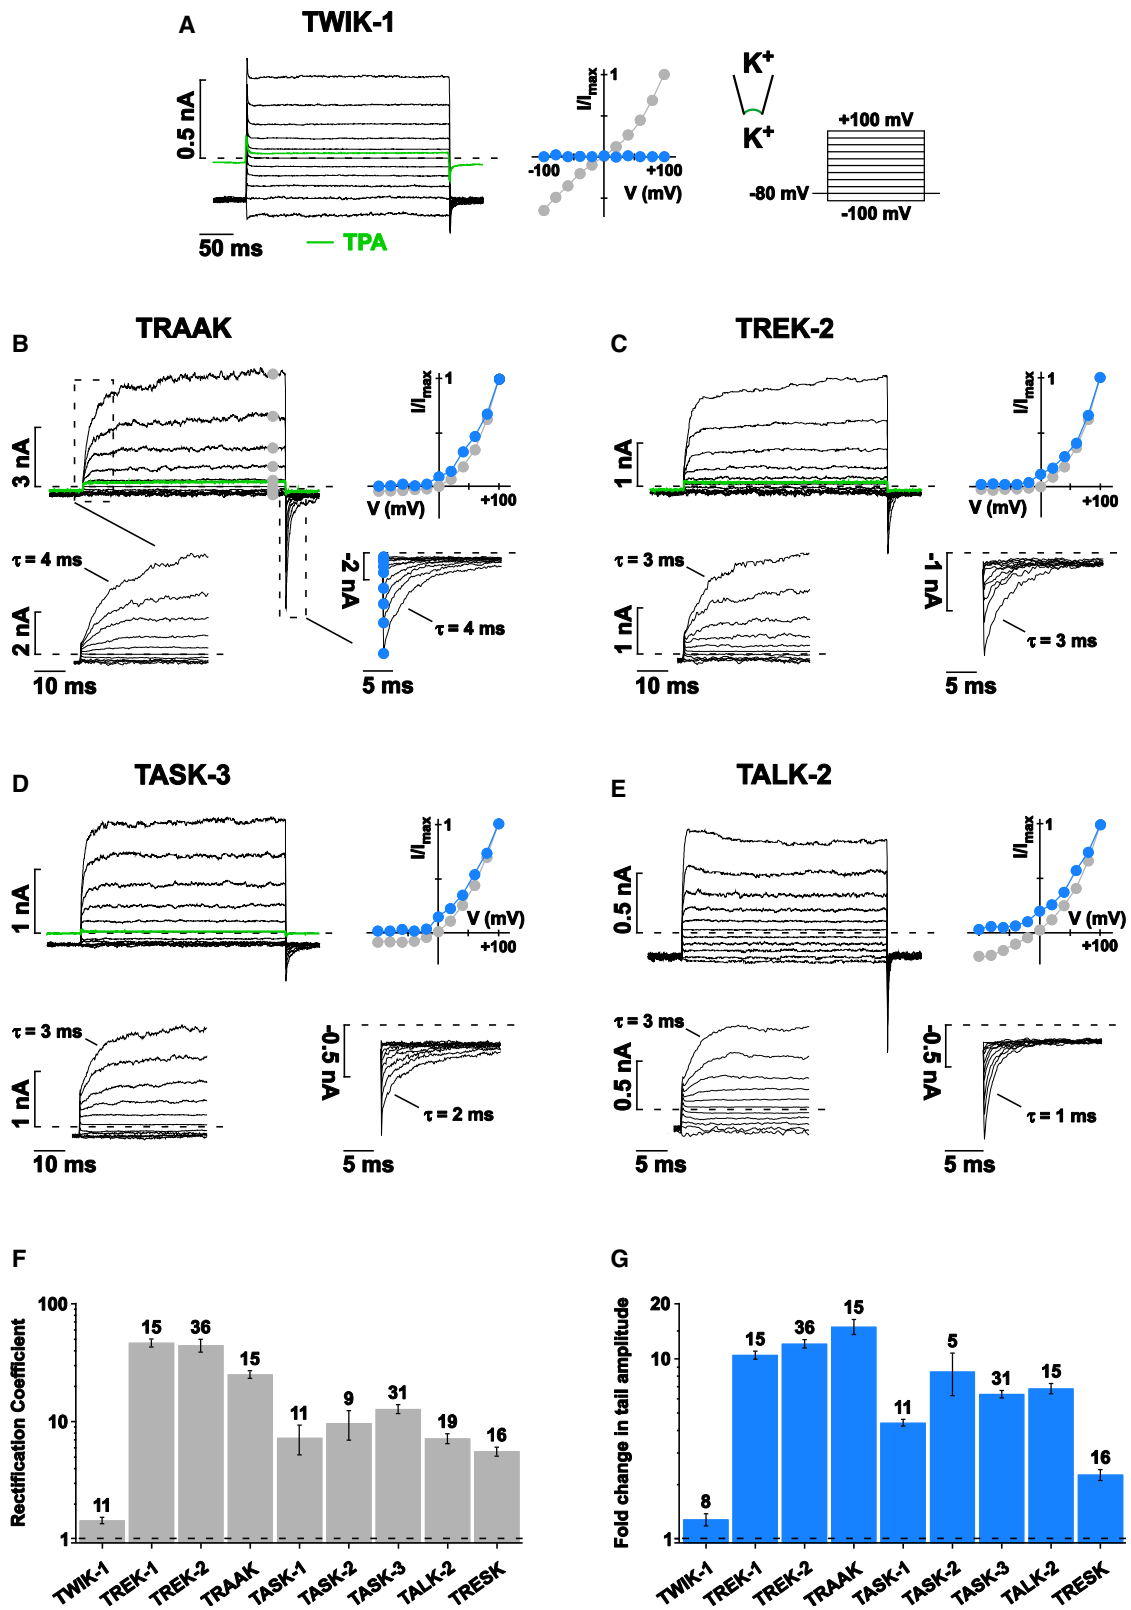 A
TWIK-1
0.5 nA
50 ms
TPA
I/Imax
1
-100
+100
V (mV)
K+
K+
+100 mV
-80 mV
-100 mV
B
TRAAK
3 nA
I/Imax
1
V (mV)
+100
τ = 4 ms
2 nA
10 ms
-2 nA
τ = 4 ms
5 ms
C
TREK-2
1 nA
I/Imax
1
V (mV)
+100
τ = 3 ms
1 nA
10 ms
-1 nA
τ = 3 ms
5 ms
D
TASK-3
1 nA
I/Imax
1
V (mV)
+100
τ = 3 ms
1 nA
10 ms
-0.5 nA
τ = 2 ms
5 ms
E
TALK-2
0.5 nA
I/Imax
1
V (mV)
+100
τ = 3 ms
0.5 nA
5 ms
-0.5 nA
τ = 1 ms
5 ms
F
Rectification Coefficient
100
10
1
11
15
36
15
11
9
31
19
16
TWIK-1
TREK-1
TREK-2
TRAAK
TASK-1
TASK-2
TASK-3
TALK-2
TRESK
G
Fold change in tail amplitude
20
10
1
8
15
36
15
11
5
31
15
16
TWIK-1
TREK-1
TREK-2
TRAAK
TASK-1
TASK-2
TASK-3
TALK-2
TRESK